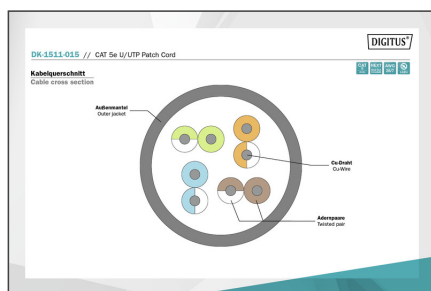 DIGITUS®
DK-1511-015 // CAT 5e U/UTP Patch Cord
Kabelquerschnitt
Cable cross section
Außenmantel
Outer jacket
Cu-Draht
Cu-Wire
Adernpaare
Twisted pair